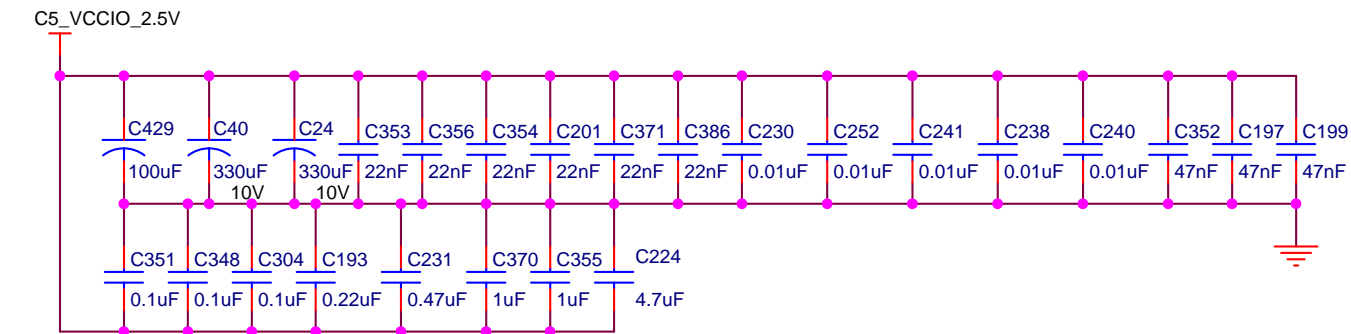 C5_VCCIO_2.5V
C429 C40 C24 C353 C356 C354 C201 C371 C386 C230 C252 C241 C238 C240 C352 C197 C199
100uF 330uF 330uF 22nF 22nF 22nF 22nF 22nF 22nF 0.01uF 0.01uF 0.01uF 0.01uF 0.01uF 47nF 47nF 47nF
10V 10V
C351 C348 C304 C193 C231 C370 C355 C224
0.1uF 0.1uF 0.1uF 0.22uF 0.47uF 1uF 1uF 4.7uF